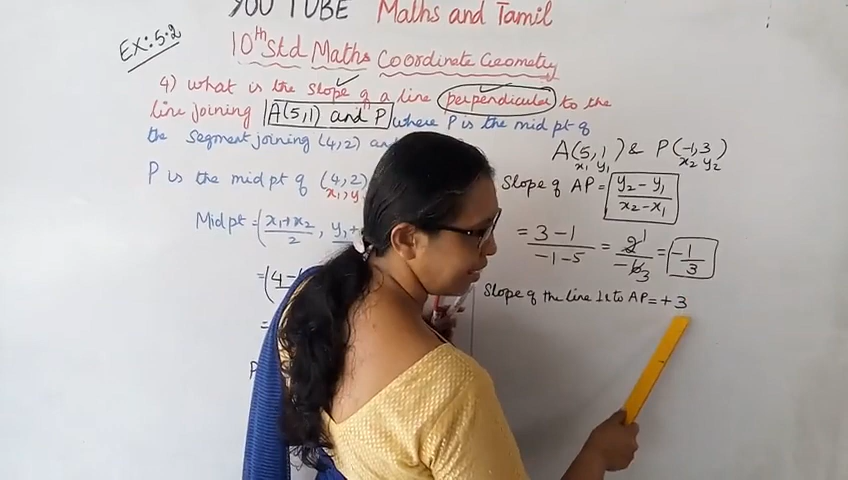 YOU TUBE Maths and Tamil
Ex: 5.2
10th Std Maths Coordinate Geometry
4) what is the slope of a line perpendicular to the
line joining A(5,1) and P where P is the mid pt of
the segment joining (4,2)
P is the mid pt of (4,2)
x1, y
Mid pt = (x1+x2/2, y1+
= (4-
=
A(5,1) & P(-1,3)
x1 y1 x2 y2
Slope of AP = y2-y1/x2-x1
= 3-1/-1-5 = 2 1/-6 3 = -1/3
Slope of the line ⊥r to AP = +3